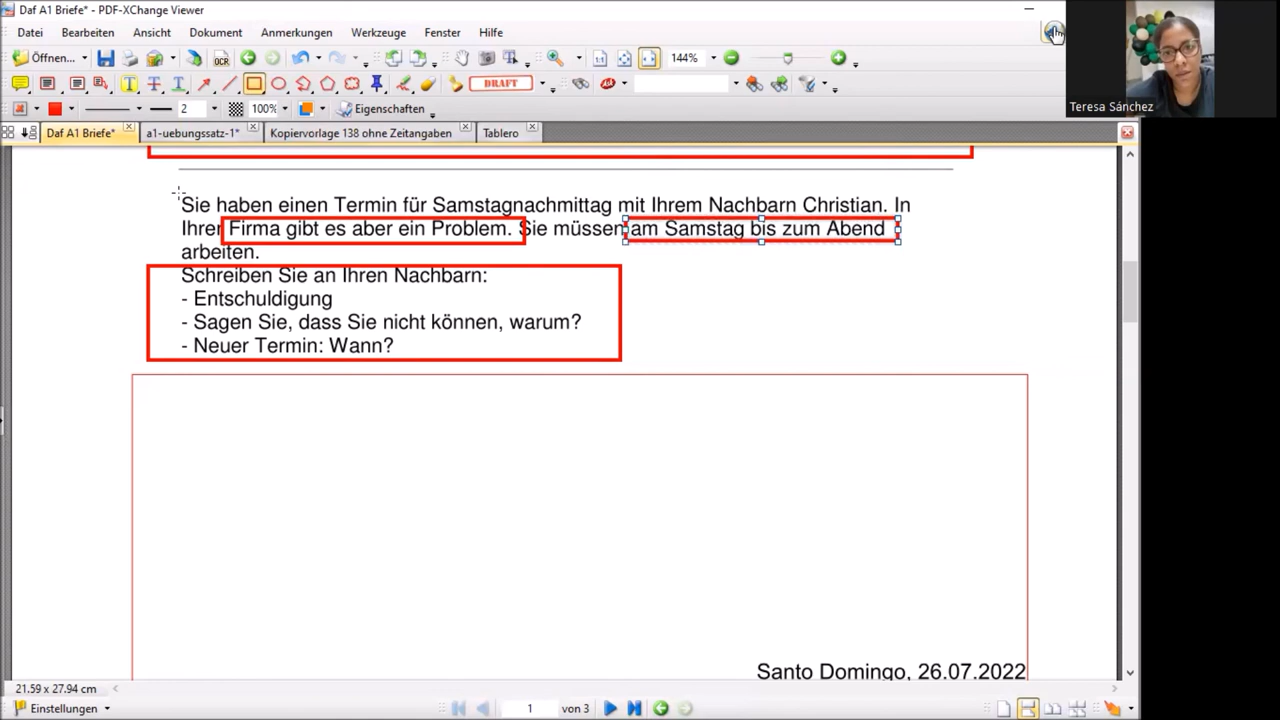 Daf A1 Briefe* - PDF-XChange Viewer
Datei Bearbeiten Ansicht Dokument Anmerkungen Werkzeuge Fenster Hilfe
Öffnen... OCR 144%
DRAFT
2 100% Eigenschaften
Daf A1 Briefe* a1-uebungssatz-1* Kopiervorlage 138 ohne Zeitangaben Tablero
Teresa Sánchez
Sie haben einen Termin für Samstagnachmittag mit Ihrem Nachbarn Christian. In
Ihrer Firma gibt es aber ein Problem. Sie müssen am Samstag bis zum Abend
arbeiten.
Schreiben Sie an Ihren Nachbarn:
- Entschuldigung
- Sagen Sie, dass Sie nicht können, warum?
- Neuer Termin: Wann?
Santo Domingo, 26.07.2022
21.59 x 27.94 cm
Einstellungen 1 von 3